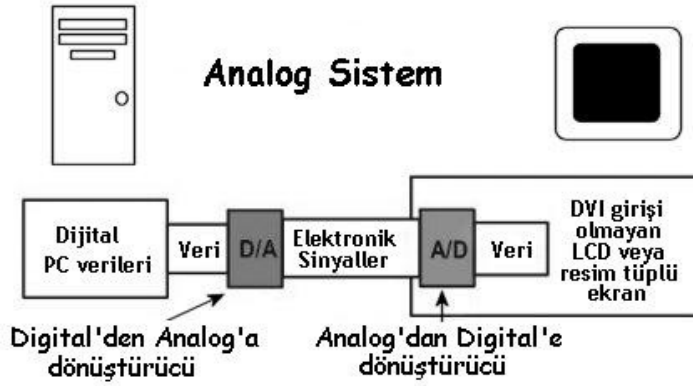 Analog Sistem
Dijital
PC verileri
Veri
D/A
Elektronik
Sinyaller
A/D
Veri
DVI girişi
olmayan
LCD veya
resim tüplü
ekran
Digital'den Analog'a
dönüştürücü
Analog'dan Digital'e
dönüştürücü